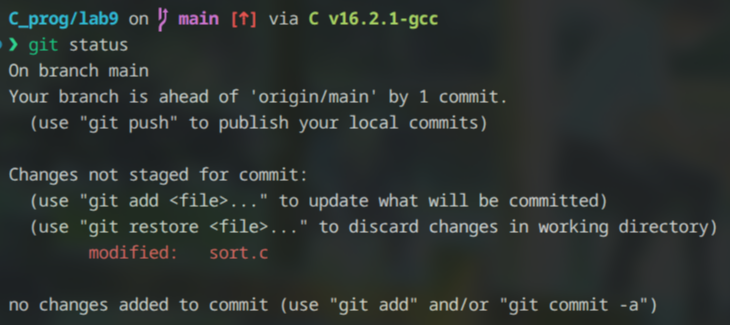 C_prog/lab9 on main [↑] via C v16.2.1-gcc
❯ git status
On branch main
Your branch is ahead of 'origin/main' by 1 commit.
  (use "git push" to publish your local commits)

Changes not staged for commit:
  (use "git add <file>..." to update what will be committed)
  (use "git restore <file>..." to discard changes in working directory)
        modified:   sort.c

no changes added to commit (use "git add" and/or "git commit -a")